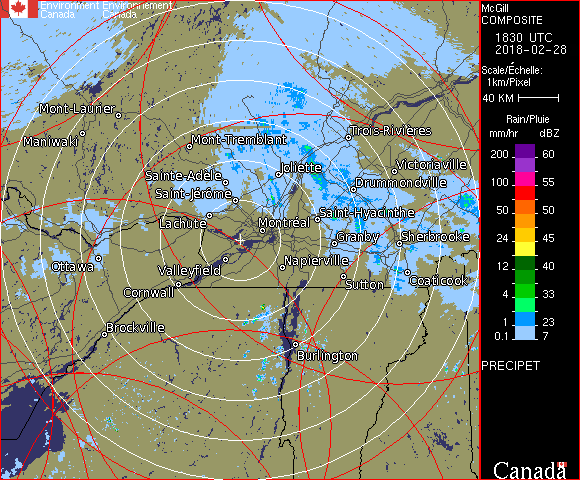 Environment Environnement
Canada Canada
McGill
COMPOSITE
1830 UTC
2018-02-28
Scale/Échelle:
1km/Pixel
40 KM
Rain/Pluie
mm/hr dBZ
200 60
100 55
50 50
24 45
12 40
4 33
1 23
0.1 7
PRECIPET
Canada
Mont-Laurier
Maniwaki
Mont-Tremblant
Trois-Rivières
Joliette
Victoriaville
Sainte-Adèle
Drummondville
Saint-Jérôme
Saint-Hyacinthe
Lachute
Montréal
Granby
Sherbrooke
Ottawa
Valleyfield
Napierville
Cornwall
Sutton
Coaticook
Brockville
Burlington